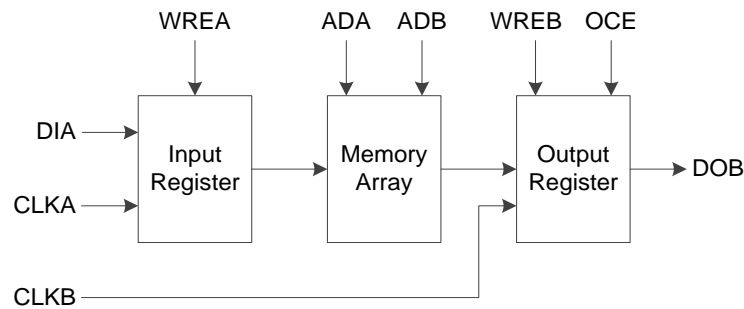 WREA
ADA
ADB
WREB
OCE
DIA
Input
Register
Memory
Array
Output
Register
DOB
CLKA
CLKB